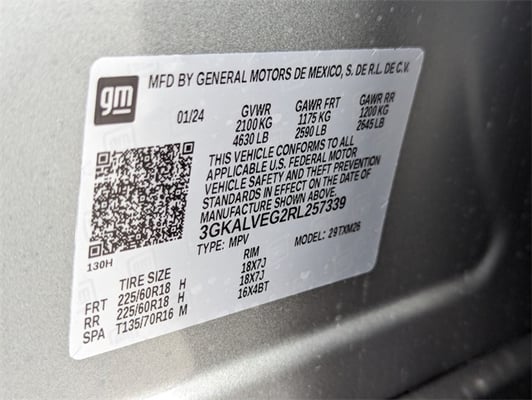 gm
MFD BY GENERAL MOTORS DE MEXICO, S. DE R.L. DE C.V.
01/24 GVWR GAWR FRT GAWR RR
2100 KG 1175 KG 1200 KG
4630 LB 2590 LB 2645 LB
THIS VEHICLE CONFORMS TO ALL
APPLICABLE U.S. FEDERAL MOTOR
VEHICLE SAFETY AND THEFT PREVENTION
STANDARDS IN EFFECT ON THE DATE OF
MANUFACTURE SHOWN ABOVE.
3GKALVEG2RL257339
TYPE: MPV MODEL: 29TXM26
130H
TIRE SIZE RIM
FRT 225/60R18 H 18X7J
RR 225/60R18 H 18X7J
SPA T135/70R16 M 16X4BT